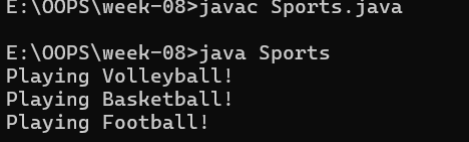 E:\OOPS\week-08>javac Sports.java
E:\OOPS\week-08>java Sports
Playing Volleyball!
Playing Basketball!
Playing Football!